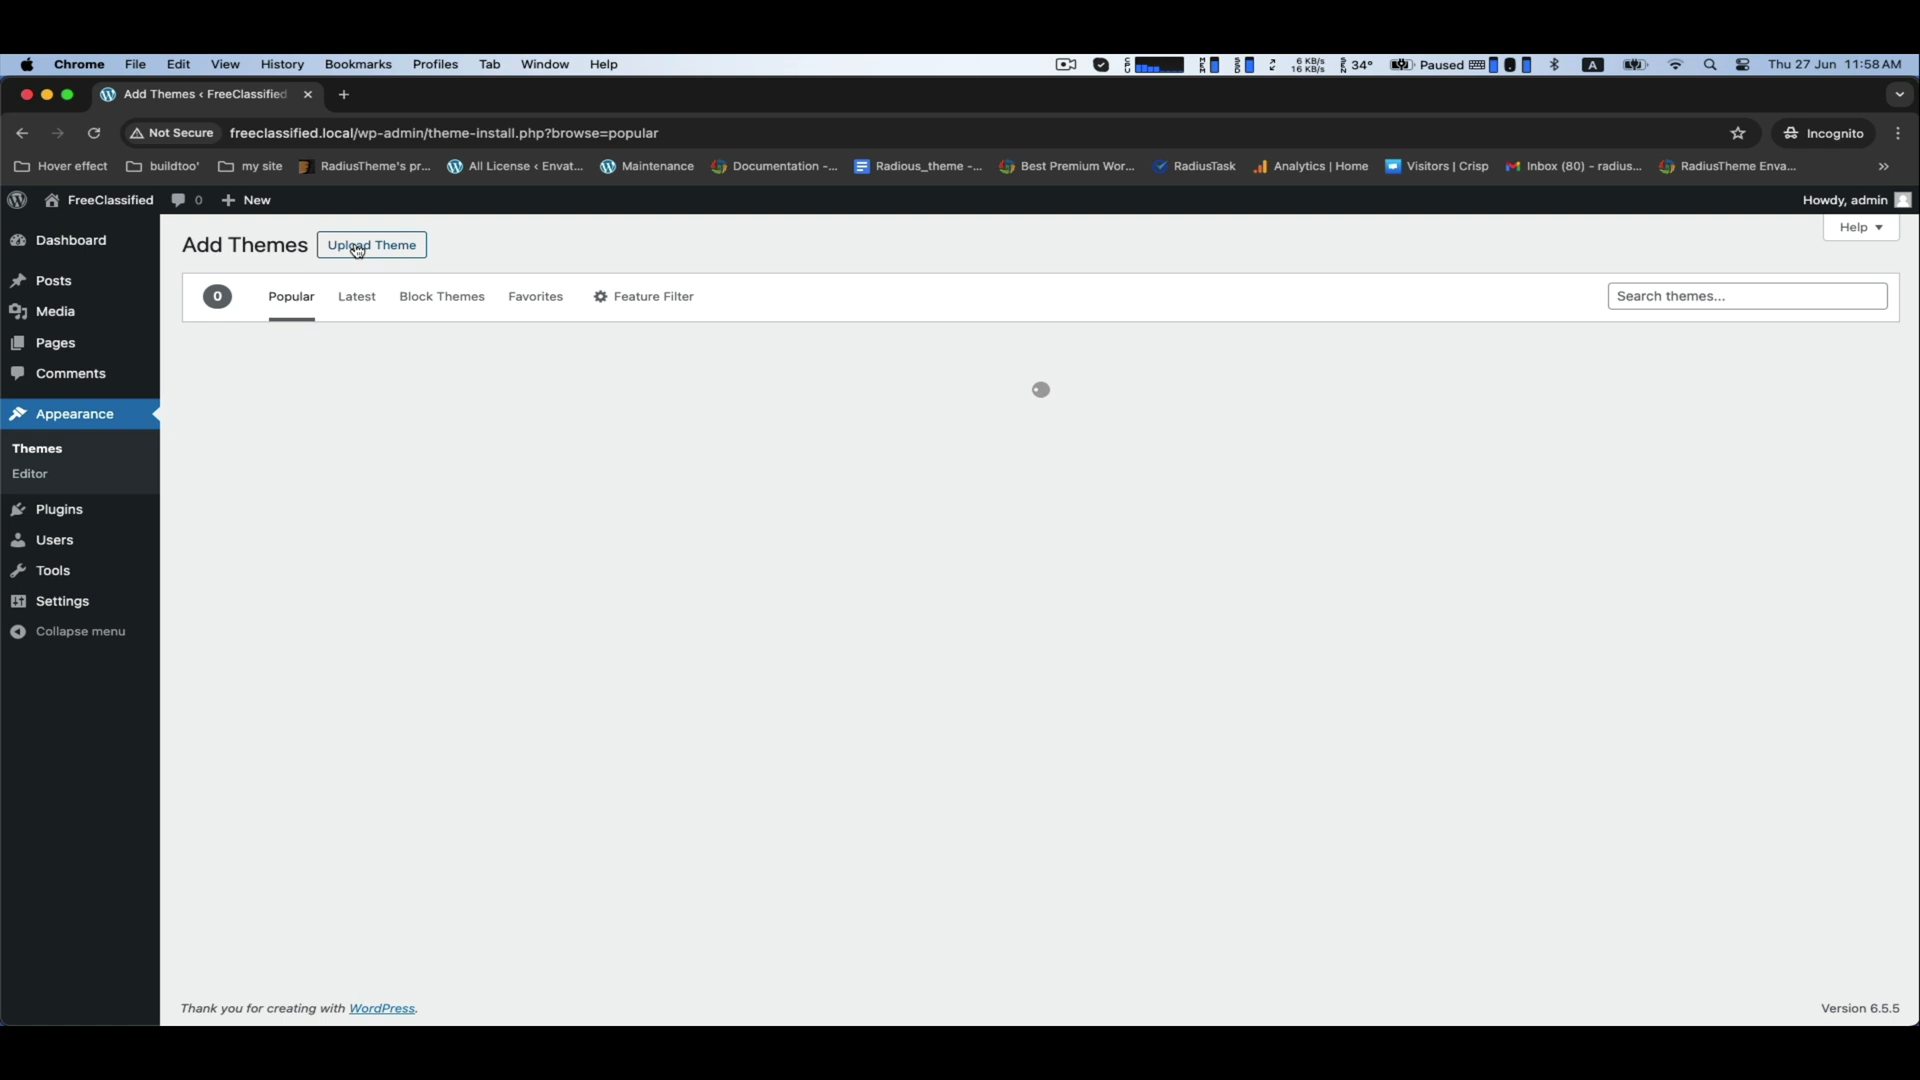 Chrome File Edit View History Bookmarks Profiles Tab Window Help 6 KB/s 16 KB/s 34° Paused A Thu 27 Jun 11:58 AM
Add Themes ‹ FreeClassified
Not Secure freeclassified.local/wp-admin/theme-install.php?browse=popular Incognito
Hover effect buildtoo' my site RadiusTheme's pr... All License ‹ Envat... Maintenance Documentation -... Radious_theme -... Best Premium Wor... RadiusTask Analytics | Home Visitors | Crisp Inbox (80) - radius... RadiusTheme Enva... »
FreeClassified 0 + New Howdy, admin
Help
Add Themes Upload Theme
0 Popular Latest Block Themes Favorites Feature Filter Search themes...
Dashboard
Posts
Media
Pages
Comments
Appearance
Themes
Editor
Plugins
Users
Tools
Settings
Collapse menu
Thank you for creating with WordPress. Version 6.5.5